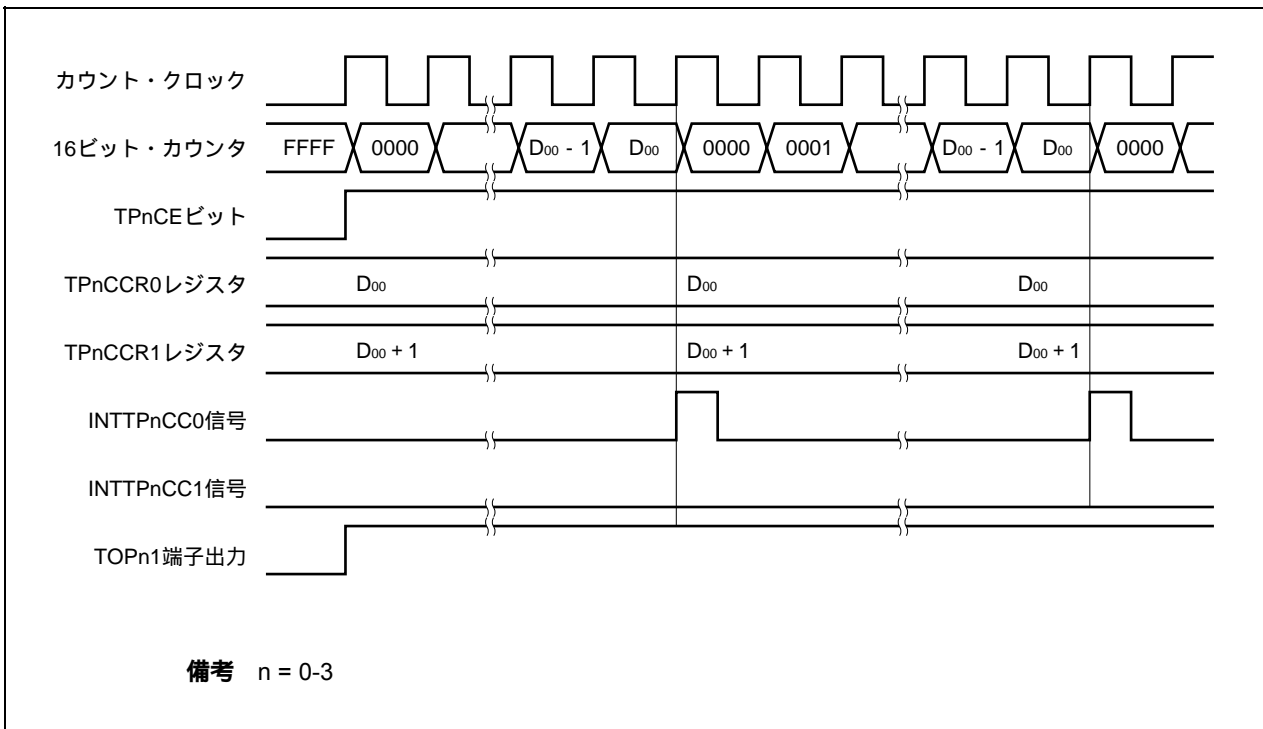 カウント・クロック
16ビット・カウンタ FFFF 0000 D00 - 1 D00 0000 0001 D00 - 1 D00 0000
TPnCEビット
TPnCCR0レジスタ D00 D00 D00
TPnCCR1レジスタ D00 + 1 D00 + 1 D00 + 1
INTTPnCC0信号
INTTPnCC1信号
TOPn1端子出力
備考 n = 0-3